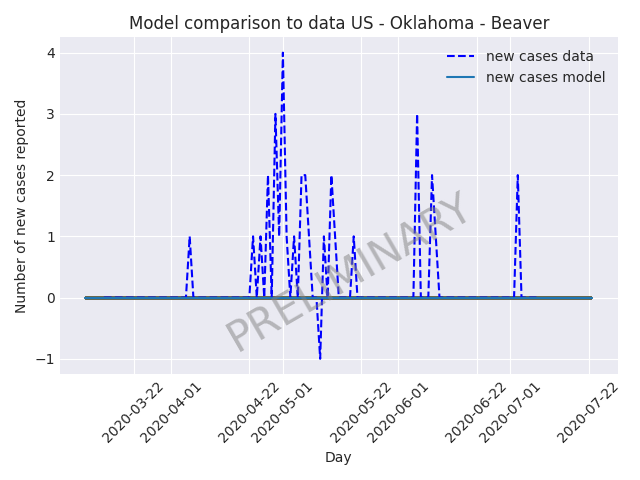 Model comparison to data US - Oklahoma - Beaver
new cases data
new cases model
Number of new cases reported
4
3
2
1
0
−1
PRELIMINARY
2020-03-22
2020-04-01
2020-04-22
2020-05-01
2020-05-22
2020-06-01
2020-06-22
2020-07-01
2020-07-22
Day